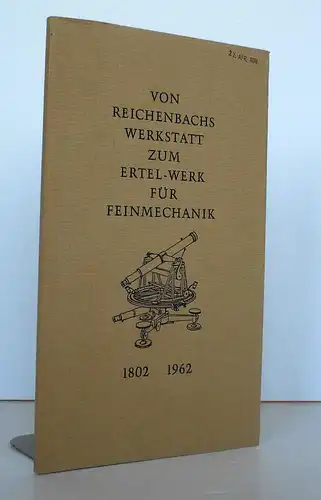 VON
REICHENBACHS
WERKSTATT
ZUM
ERTEL-WERK
FÜR
FEINMECHANIK
1802 1962